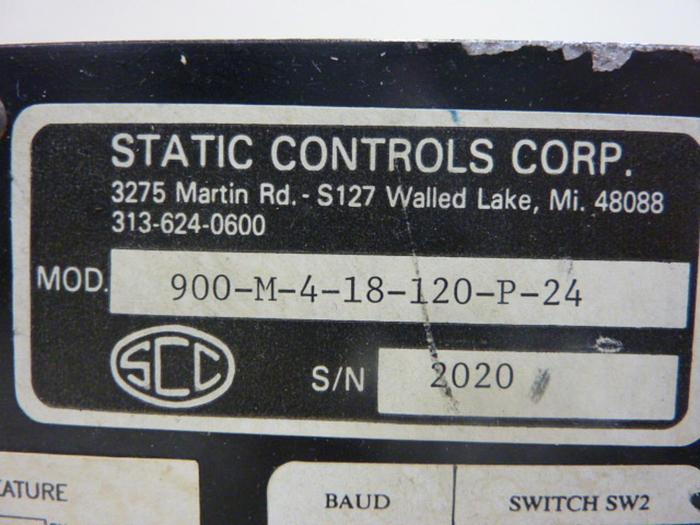 STATIC CONTROLS CORP.
3275 Martin Rd. - S127 Walled Lake, Mi. 48088
313-624-0600
MOD. 900-M-4-18-120-P-24
SCC
S/N 2020
BAUD SWITCH SW2